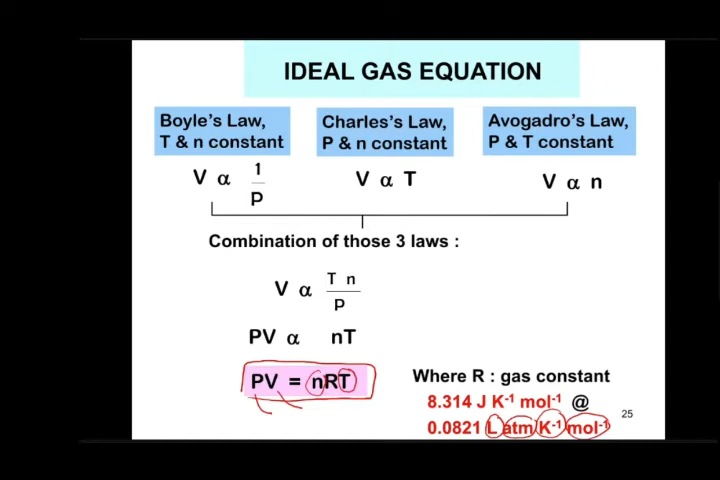 IDEAL GAS EQUATION
Boyle's Law,
T & n constant
Charles's Law,
P & n constant
Avogadro's Law,
P & T constant
V α 1/P
V α T
V α n
Combination of those 3 laws :
V α T n/P
PV α nT
PV = nRT
Where R : gas constant
8.314 J K⁻¹ mol⁻¹ @
0.0821 L atm K⁻¹ mol⁻¹
25